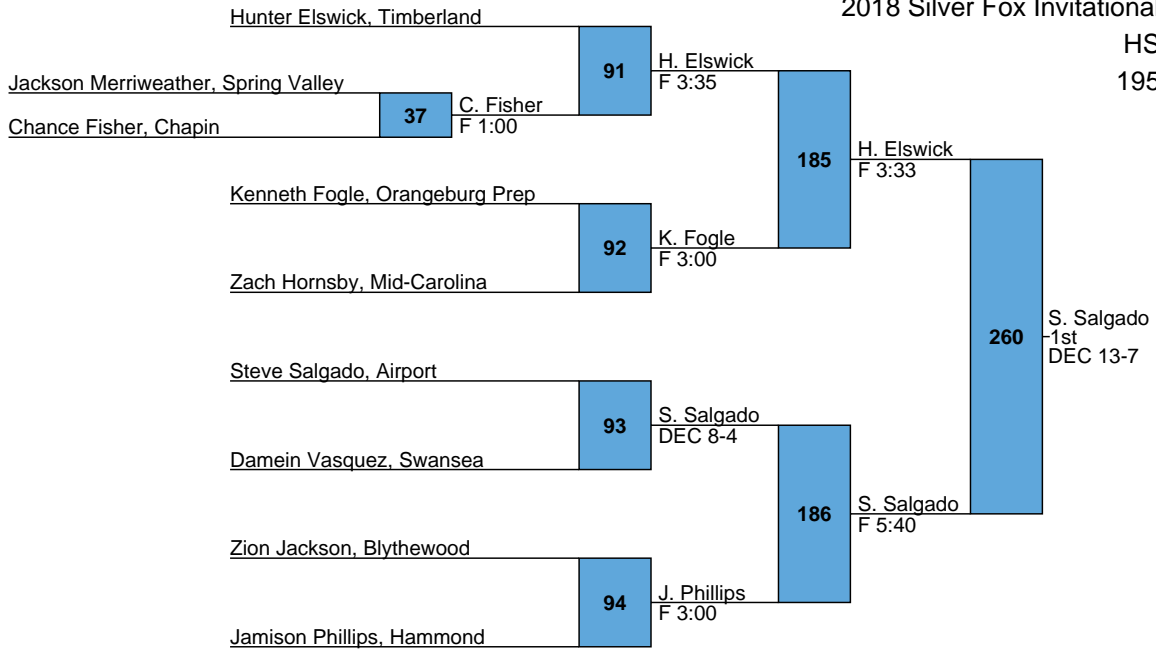 2018 Silver Fox Invitational
HS
195
Hunter Elswick, Timberland
91
H. Elswick
F 3:35
Jackson Merriweather, Spring Valley
37
C. Fisher
F 1:00
Chance Fisher, Chapin
185
H. Elswick
F 3:33
Kenneth Fogle, Orangeburg Prep
92
K. Fogle
F 3:00
Zach Hornsby, Mid-Carolina
260
S. Salgado
1st
DEC 13-7
Steve Salgado, Airport
93
S. Salgado
DEC 8-4
Damein Vasquez, Swansea
186
S. Salgado
F 5:40
Zion Jackson, Blythewood
94
J. Phillips
F 3:00
Jamison Phillips, Hammond